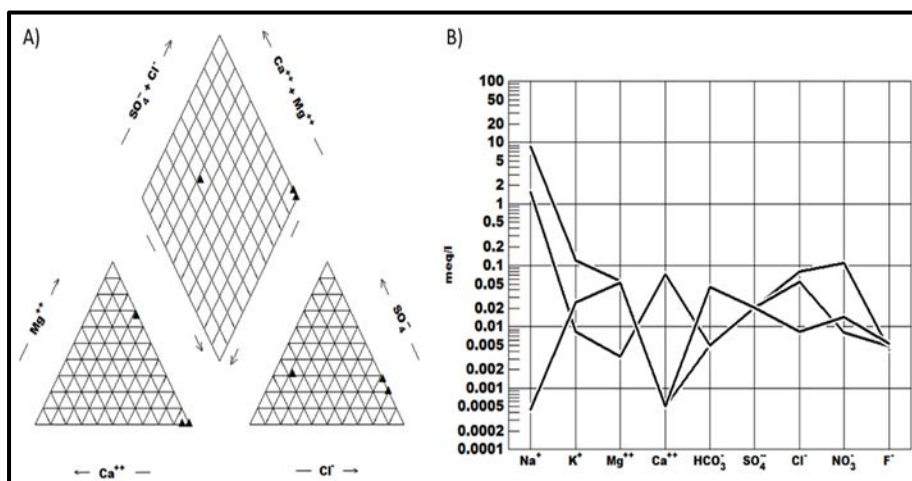 A)
SO₄⁻⁻ + Cl⁻
Ca⁺⁺ + Mg⁺⁺
Mg⁺⁺
SO₄⁻⁻
Ca⁺⁺
Cl⁻
B)
meq/l
100
50
20
10
5
2
1
0.5
0.2
0.1
0.05
0.02
0.01
0.005
0.002
0.001
0.0005
0.0002
0.0001
Na⁺ K⁺ Mg⁺⁺ Ca⁺⁺ HCO₃⁻ SO₄⁻⁻ Cl⁻ NO₃⁻ F⁻